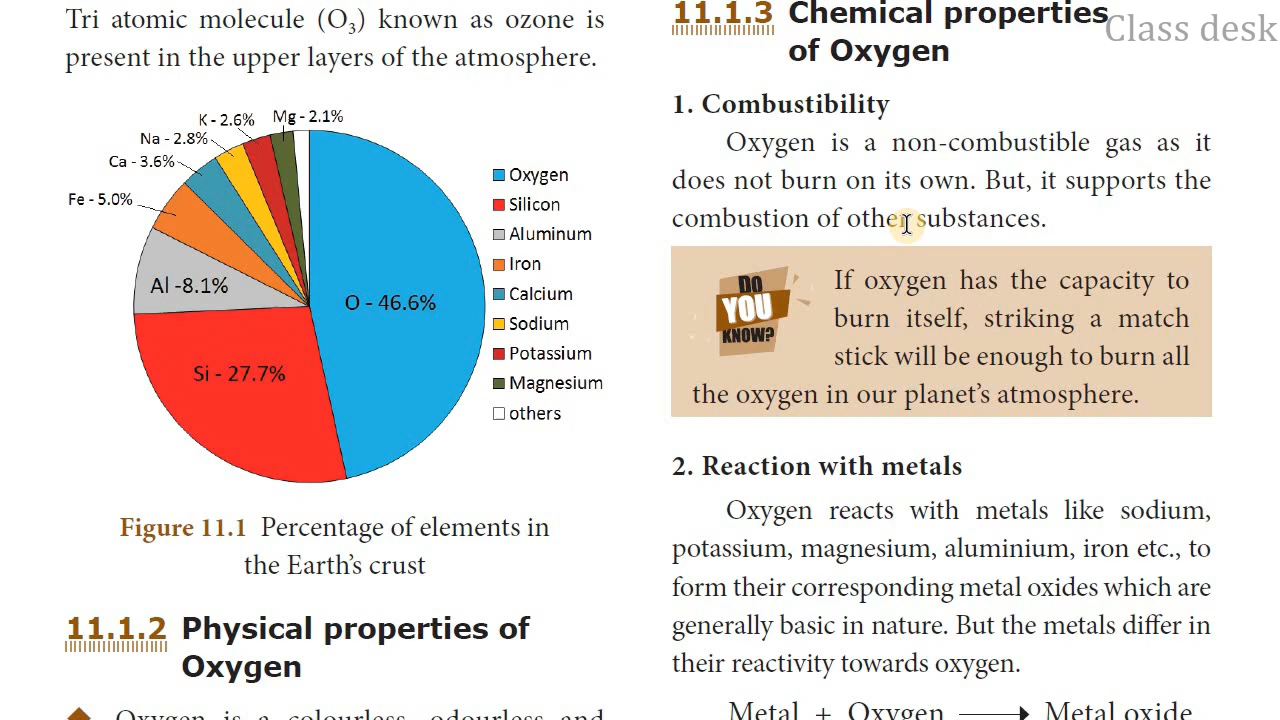 Tri atomic molecule (O₃) known as ozone is
present in the upper layers of the atmosphere.
Mg - 2.1%
K - 2.6%
Na - 2.8%
Ca - 3.6%
Fe - 5.0%
Al -8.1%
Si - 27.7%
O - 46.6%
Oxygen
Silicon
Aluminum
Iron
Calcium
Sodium
Potassium
Magnesium
others
Figure 11.1 Percentage of elements in
the Earth's crust
11.1.2 Physical properties of
Oxygen
Oxygen is a colourless, odourless and
11.1.3 Chemical properties
of Oxygen
Class desk
1. Combustibility
Oxygen is a non-combustible gas as it
does not burn on its own. But, it supports the
combustion of other substances.
DO
YOU
KNOW?
If oxygen has the capacity to
burn itself, striking a match
stick will be enough to burn all
the oxygen in our planet's atmosphere.
2. Reaction with metals
Oxygen reacts with metals like sodium,
potassium, magnesium, aluminium, iron etc., to
form their corresponding metal oxides which are
generally basic in nature. But the metals differ in
their reactivity towards oxygen.
Metal + Oxygen ⟶ Metal oxide